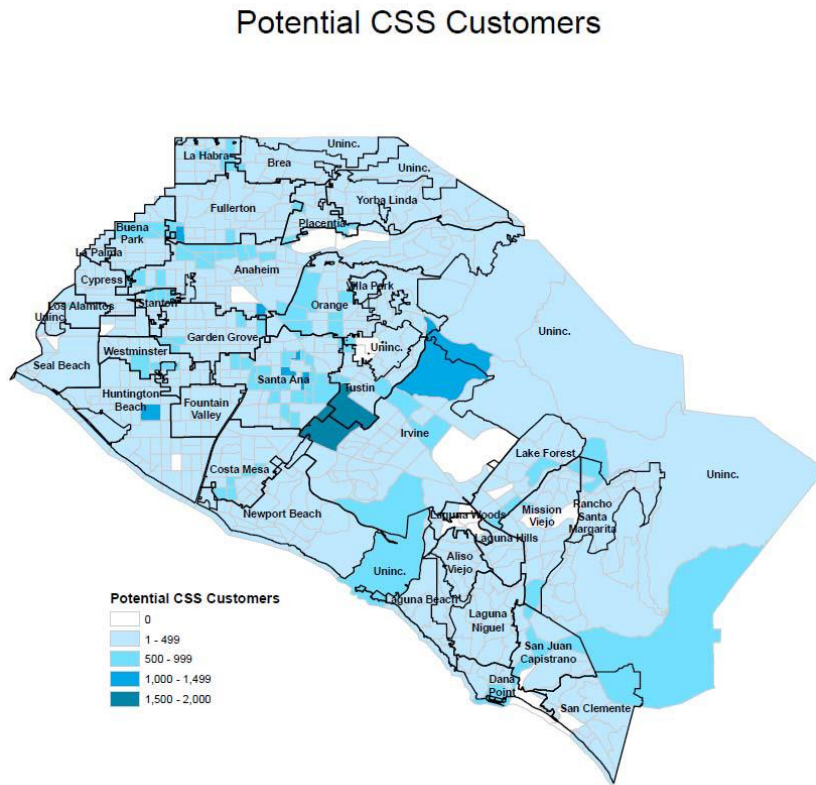 Potential CSS Customers
Uninc.
La Habra
Brea
Uninc.
Yorba Linda
Fullerton
Placentia
Buena
Park
La Palma
Anaheim
Cypress
Villa Park
Stanton
Orange
Los Alamitos
Uninc.
Uninc.
Garden Grove
Uninc.
Westminster
Seal Beach
Santa Ana
Tustin
Huntington
Beach
Fountain
Valley
Irvine
Lake Forest
Costa Mesa
Uninc.
Newport Beach
Laguna Woods
Mission
Viejo
Rancho
Santa
Margarita
Laguna Hills
Aliso
Viejo
Uninc.
Laguna Beach
Laguna
Niguel
San Juan
Capistrano
Dana
Point
San Clemente
Potential CSS Customers
0
1 - 499
500 - 999
1,000 - 1,499
1,500 - 2,000